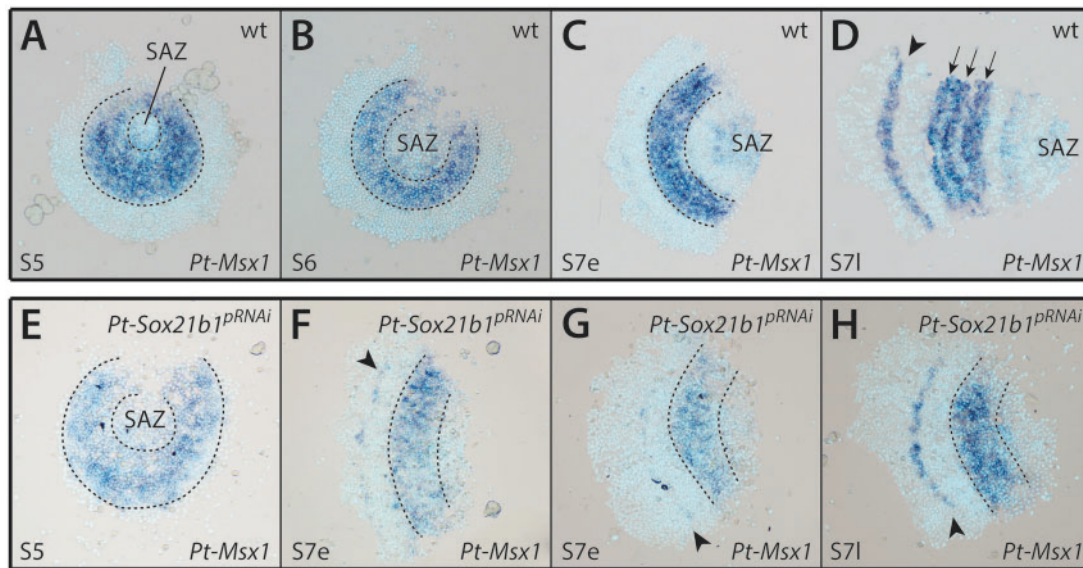 A wt
SAZ
S5 Pt-Msx1
B wt
SAZ
S6 Pt-Msx1
C wt
SAZ
S7e Pt-Msx1
D wt
SAZ
S7l Pt-Msx1
E Pt-Sox21b1pRNAi
SAZ
S5 Pt-Msx1
F Pt-Sox21b1pRNAi
S7e Pt-Msx1
G Pt-Sox21b1pRNAi
S7e Pt-Msx1
H Pt-Sox21b1pRNAi
S7l Pt-Msx1